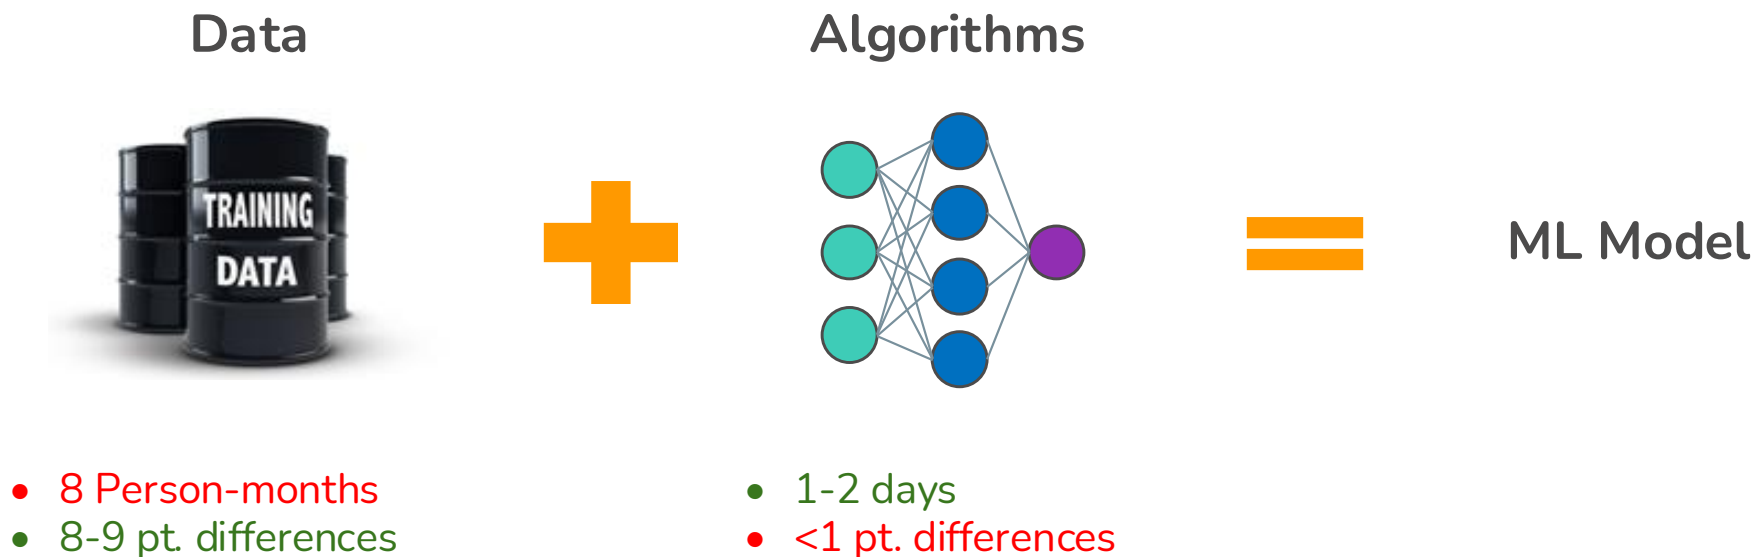 Data
Algorithms
TRAINING
DATA
ML Model
• 8 Person-months
• 8-9 pt. differences
• 1-2 days
• <1 pt. differences